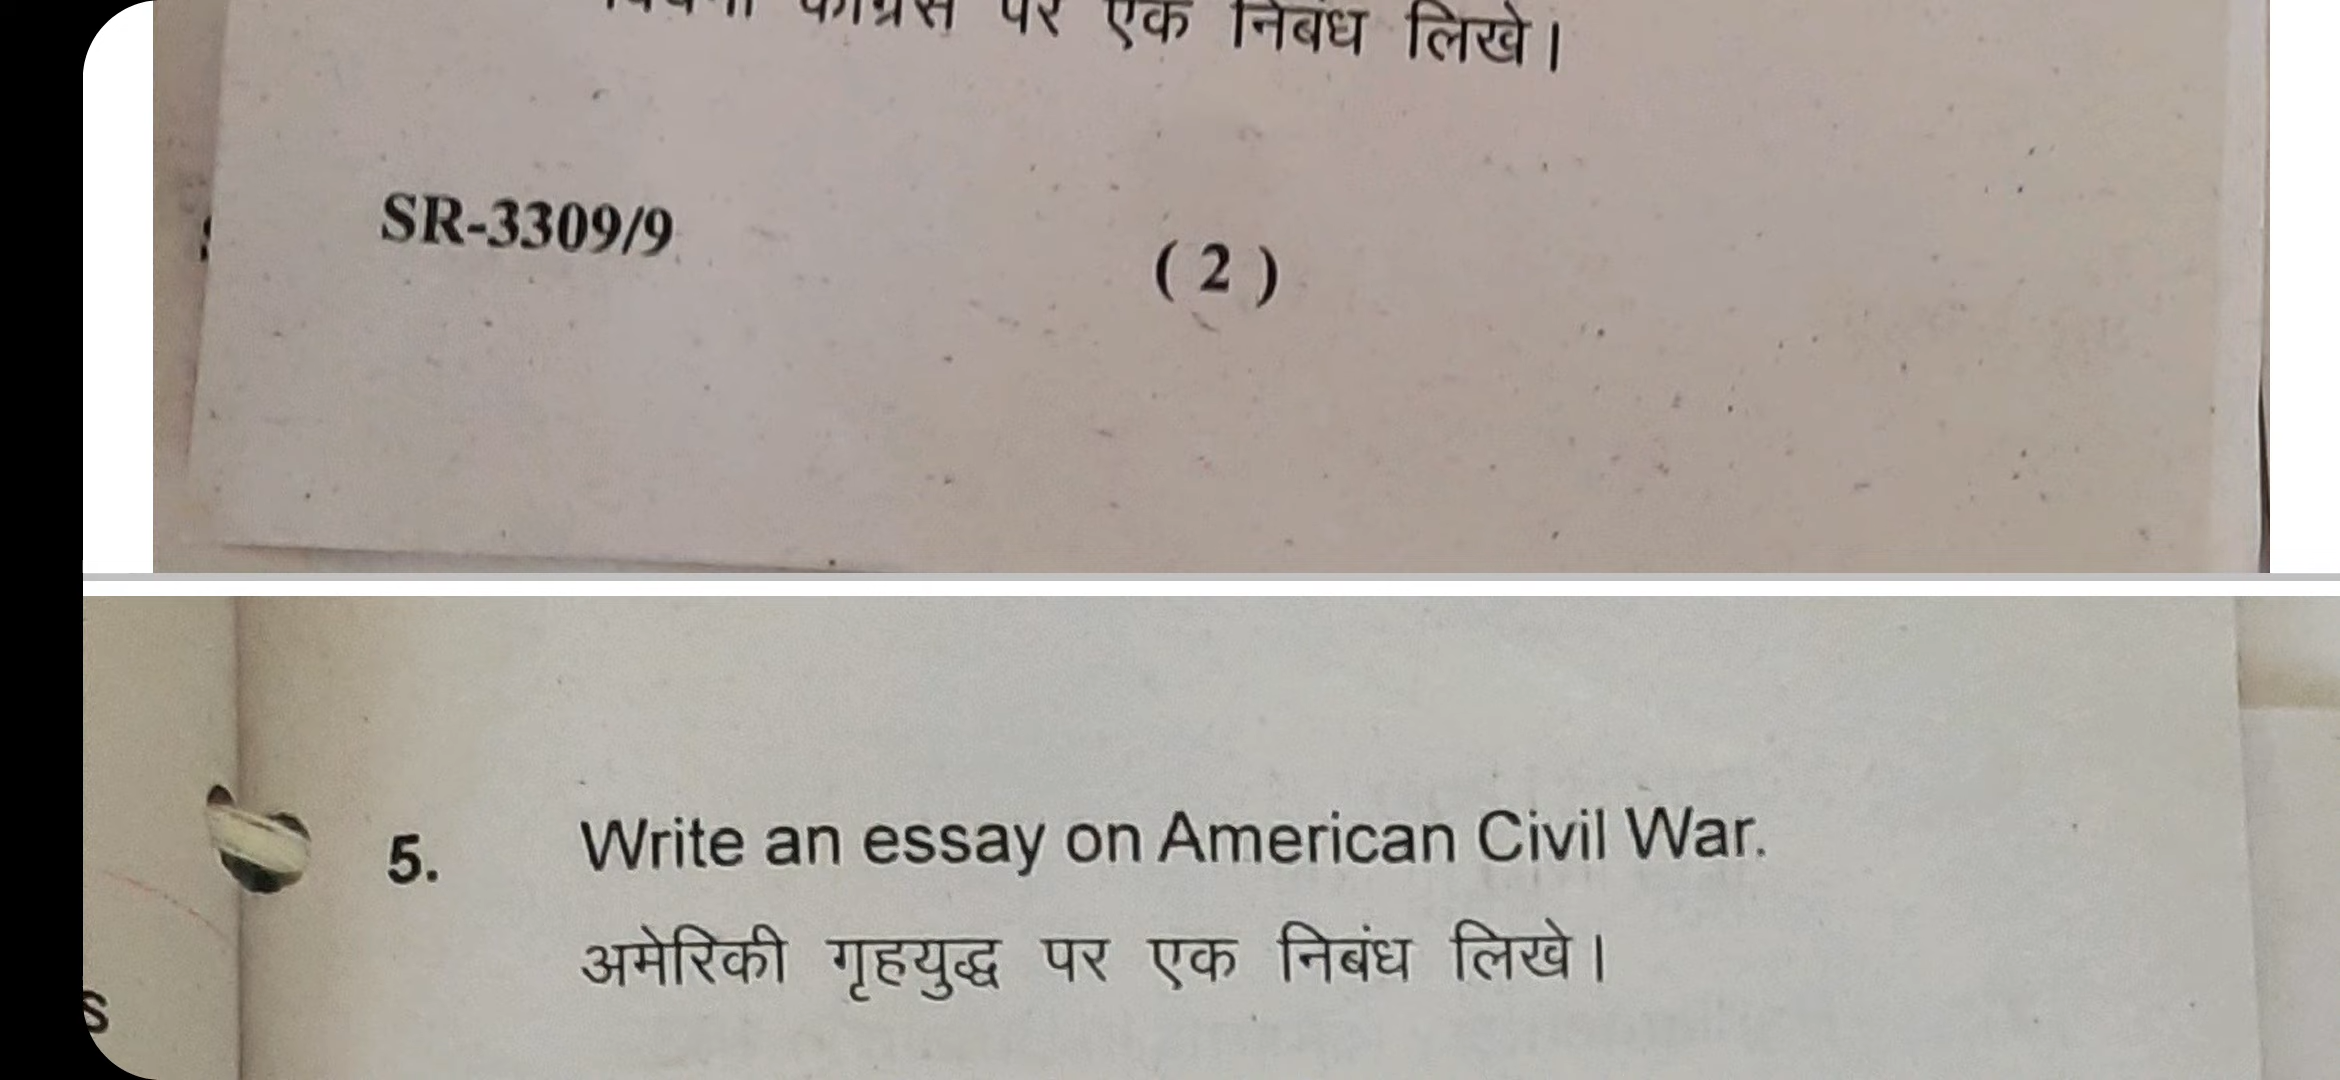 पर एक निबंध लिखे।
SR-3309/9
( 2 )
5. Write an essay on American Civil War.
अमेरिकी गृहयुद्ध पर एक निबंध लिखे।
s